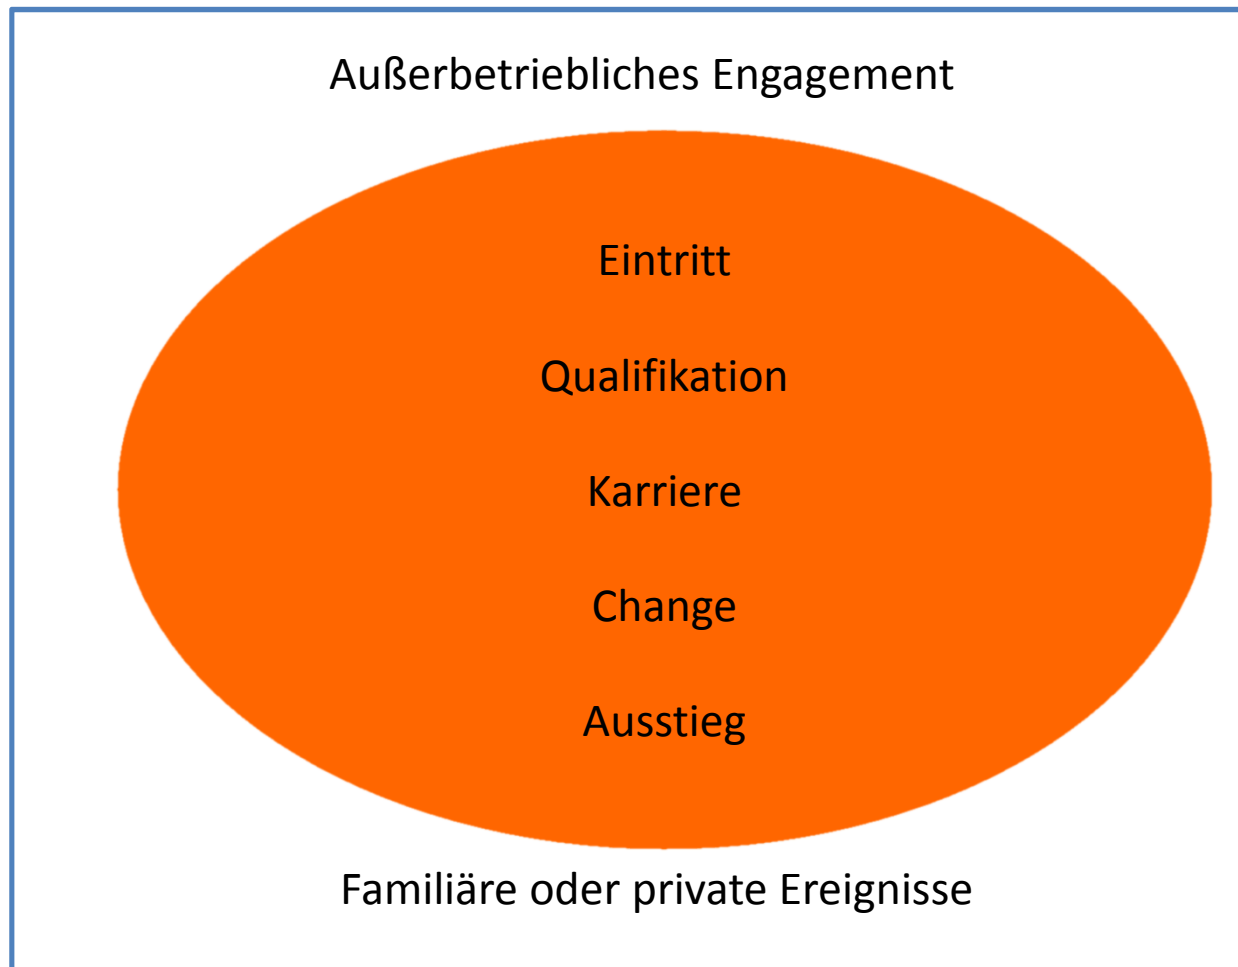 Außerbetriebliches Engagement
Eintritt
Qualifikation
Karriere
Change
Ausstieg
Familiäre oder private Ereignisse